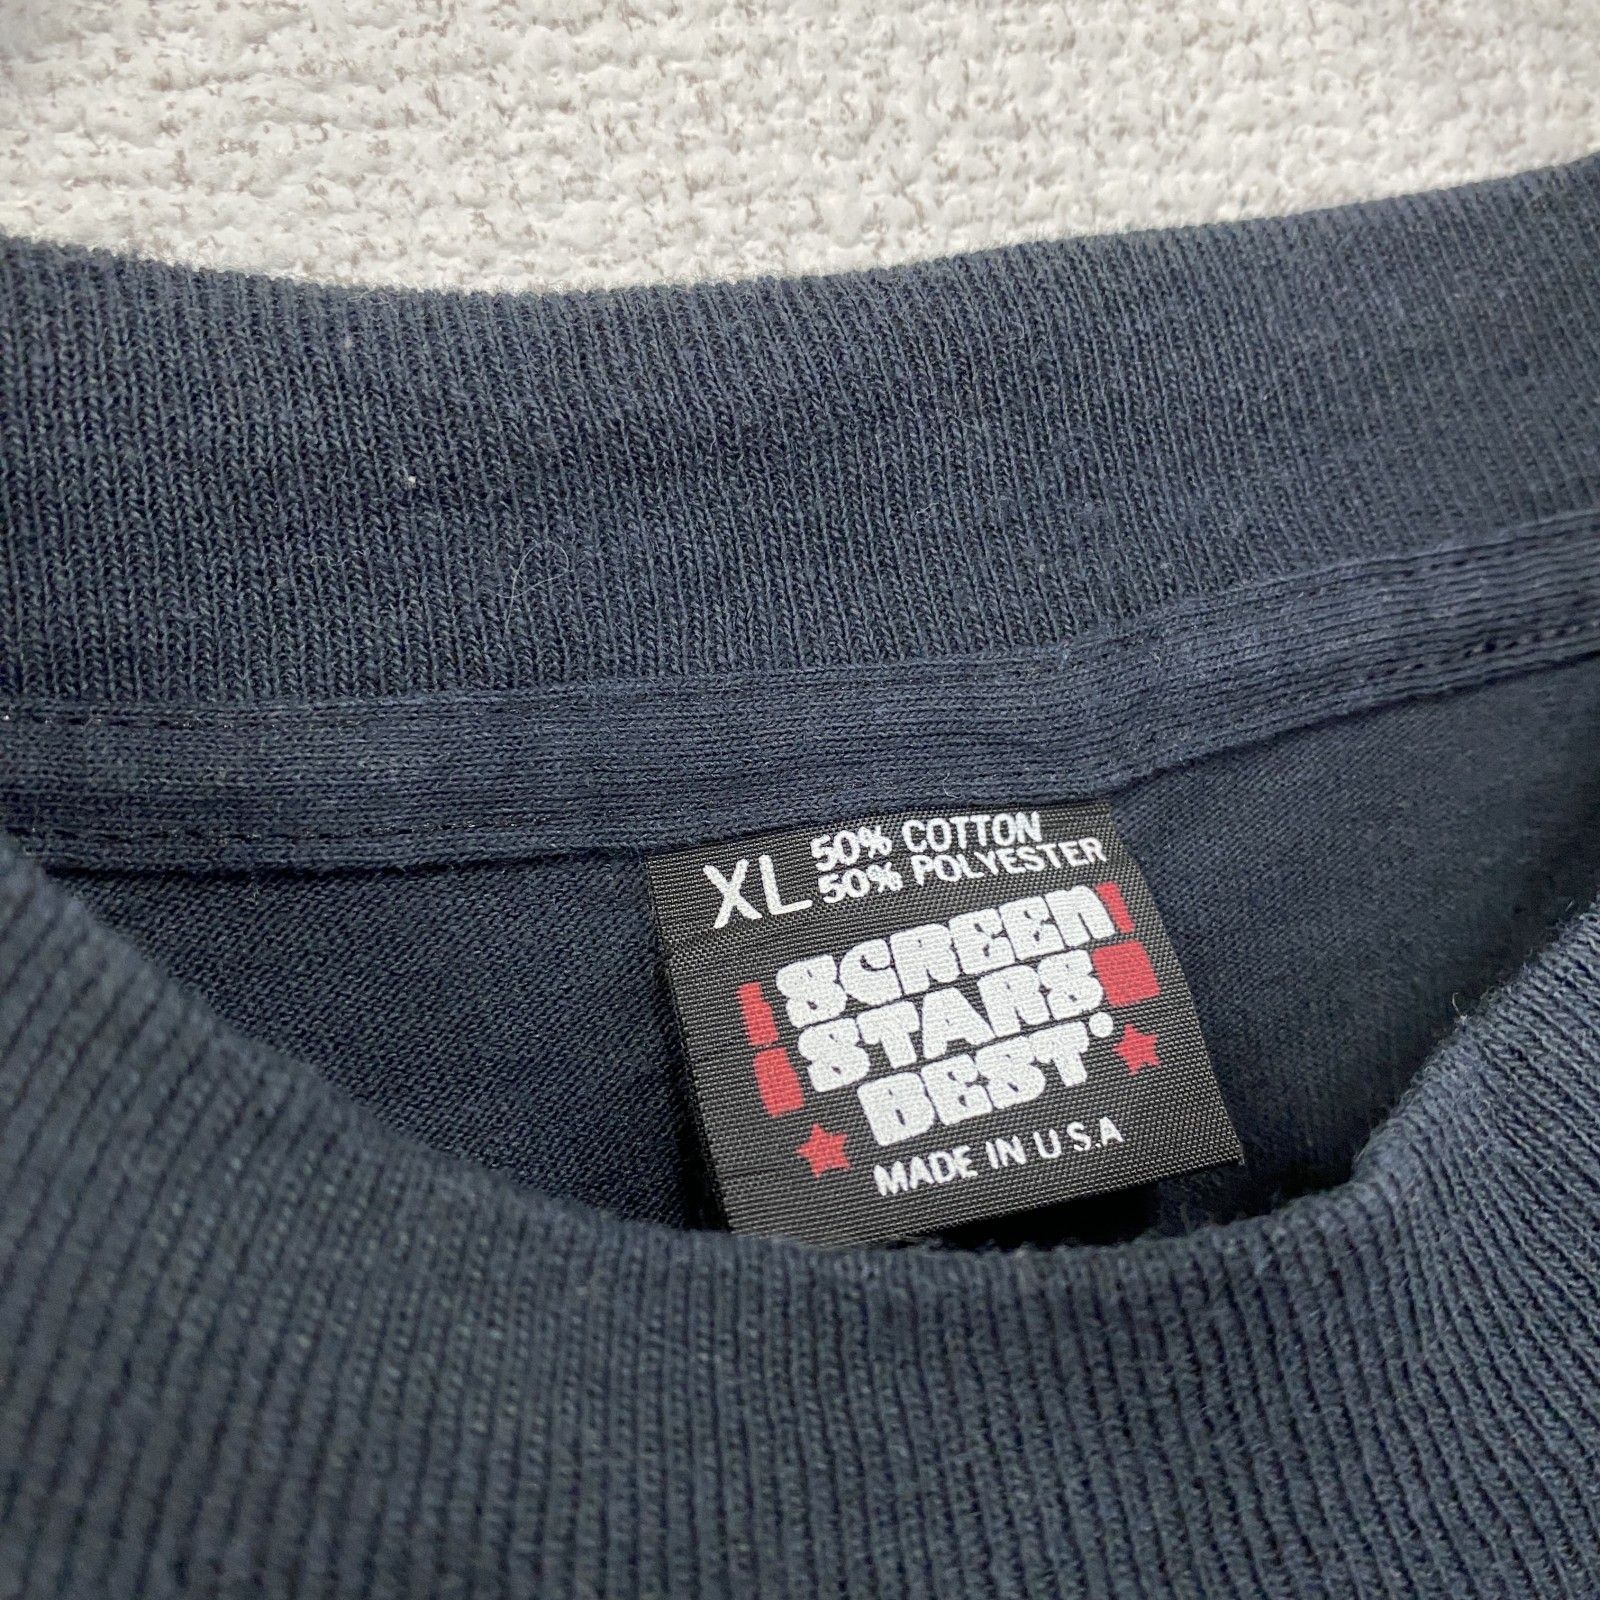 XL
50% COTTON
50% POLYESTER
SCREEN
STARS
BEST
MADE IN U.S.A